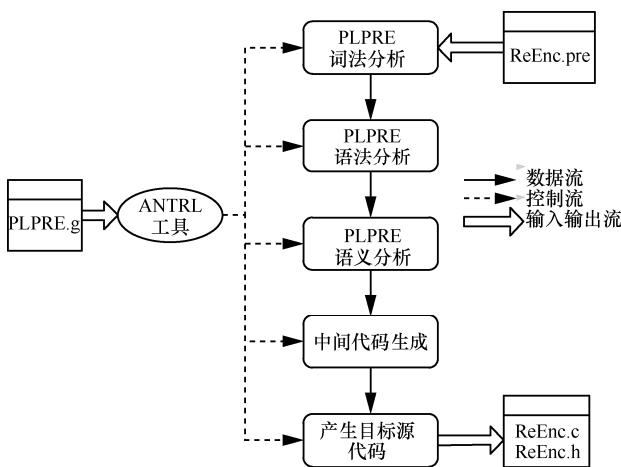 PLPRE
词法分析
ReEnc.pre
PLPRE
语法分析
PLPRE.g
ANTRL
工具
数据流
控制流
输入输出流
PLPRE
语义分析
中间代码生成
产生目标源
代码
ReEnc.c
ReEnc.h